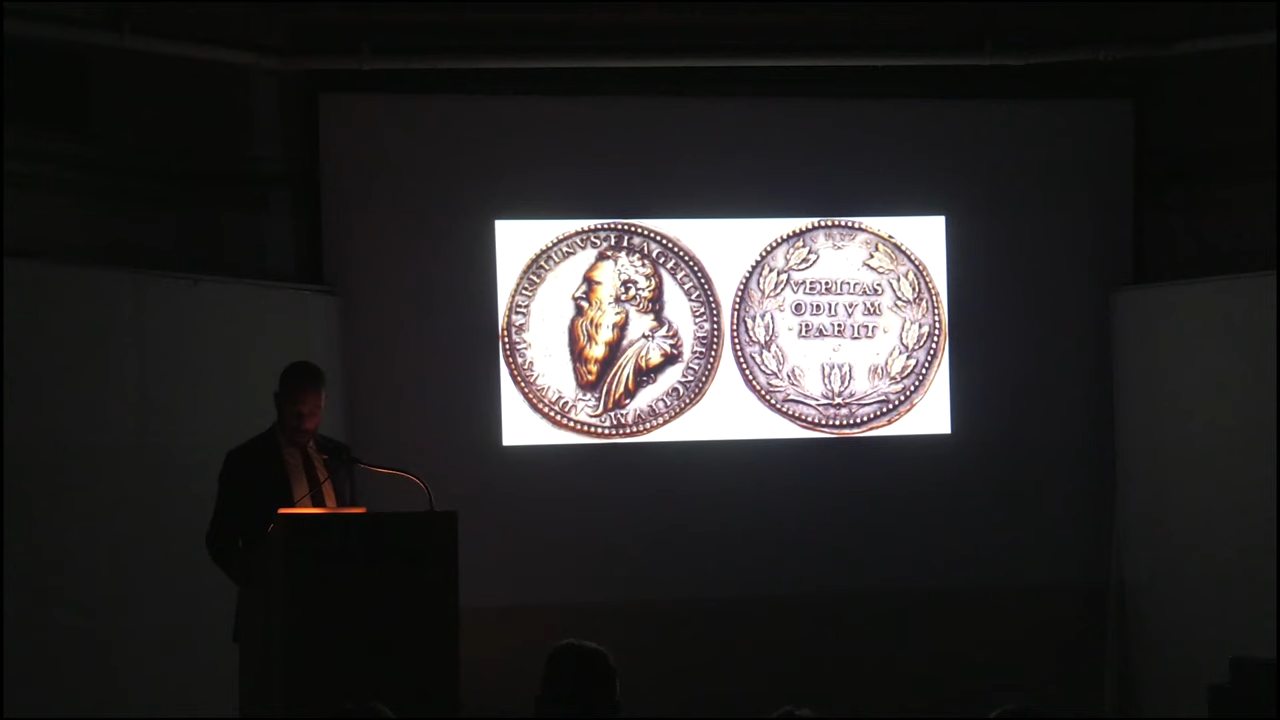 DIVVS·P·ARRETINVS·FLAGELLVM·PRINCIPVM·
VERITAS
ODIVM
·PARIT·